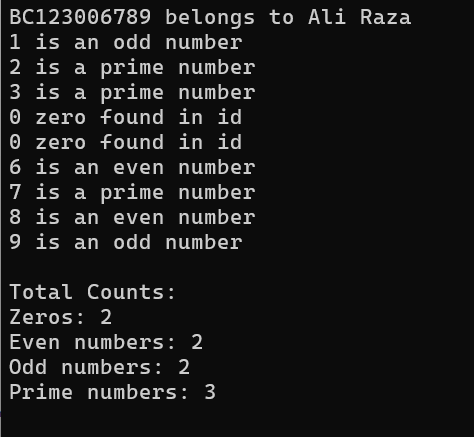 BC123006789 belongs to Ali Raza
1 is an odd number
2 is a prime number
3 is a prime number
0 zero found in id
0 zero found in id
6 is an even number
7 is a prime number
8 is an even number
9 is an odd number

Total Counts:
Zeros: 2
Even numbers: 2
Odd numbers: 2
Prime numbers: 3